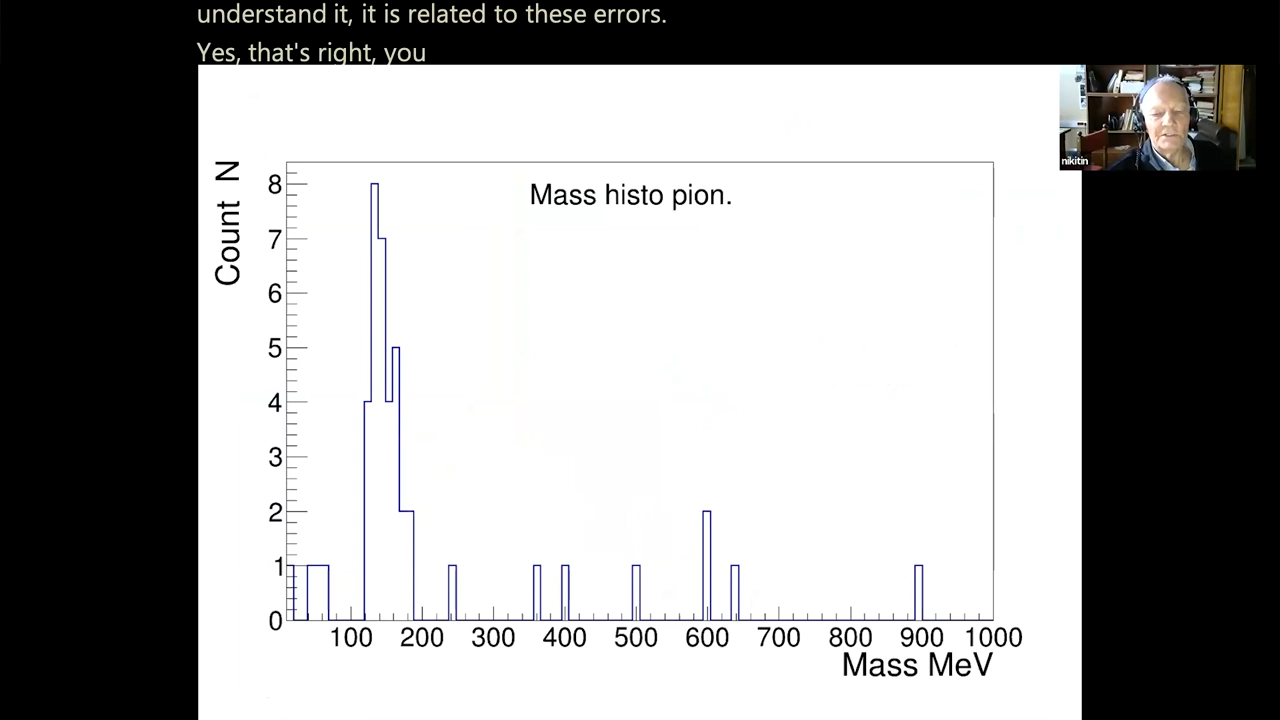 understand it, it is related to these errors.
Yes, that's right, you
nikitin
Mass histo pion.
Count N
8
7
6
5
4
3
2
1
0
100 200 300 400 500 600 700 800 900 1000
Mass MeV